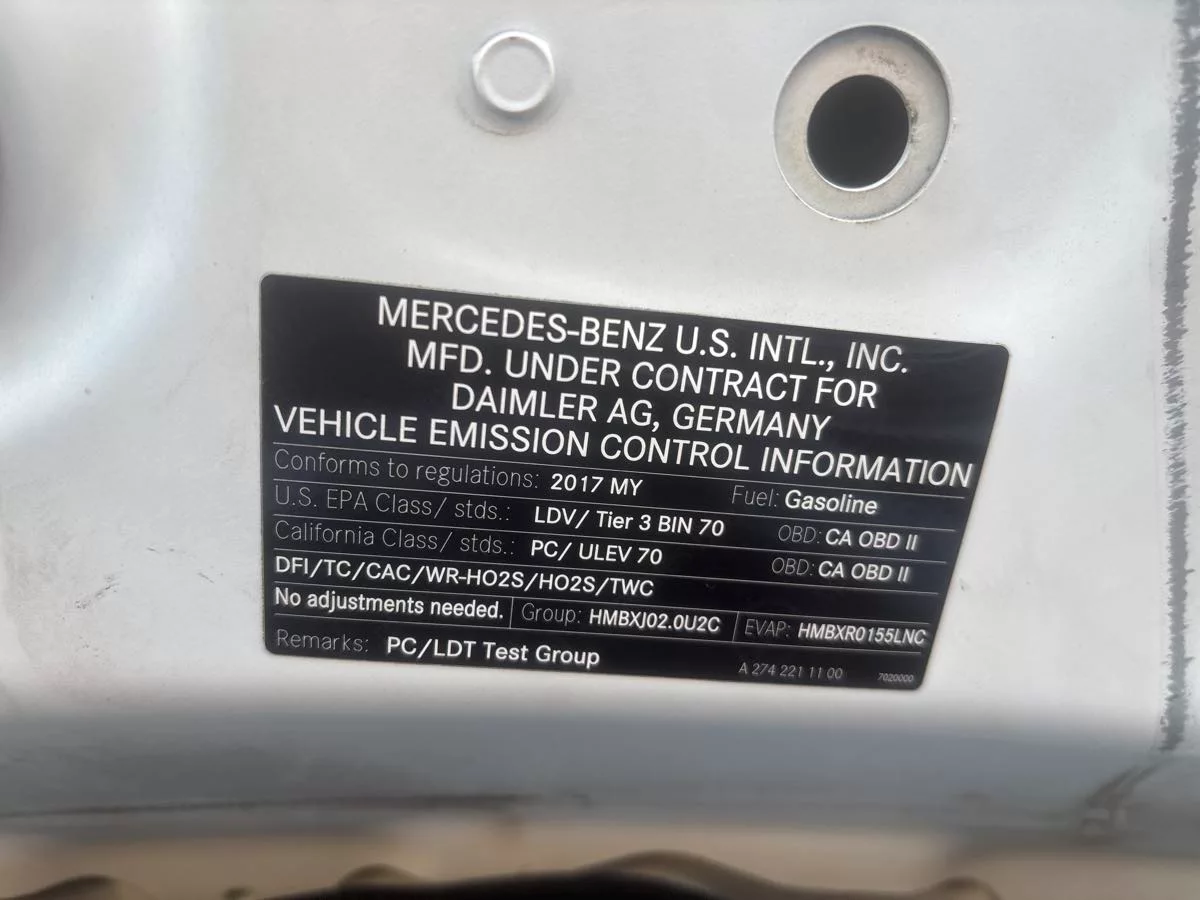 MERCEDES-BENZ U.S. INTL., INC.
MFD. UNDER CONTRACT FOR
DAIMLER AG, GERMANY
VEHICLE EMISSION CONTROL INFORMATION
Conforms to regulations: 2017 MY Fuel: Gasoline
U.S. EPA Class/ stds.: LDV/ Tier 3 BIN 70 OBD: CA OBD II
California Class/ stds.: PC/ ULEV 70 OBD: CA OBD II
DFI/TC/CAC/WR-HO2S/HO2S/TWC
No adjustments needed. Group: HMBXJ02.0U2C EVAP: HMBXR0155LNC
Remarks: PC/LDT Test Group A 274 221 11 00 7020000